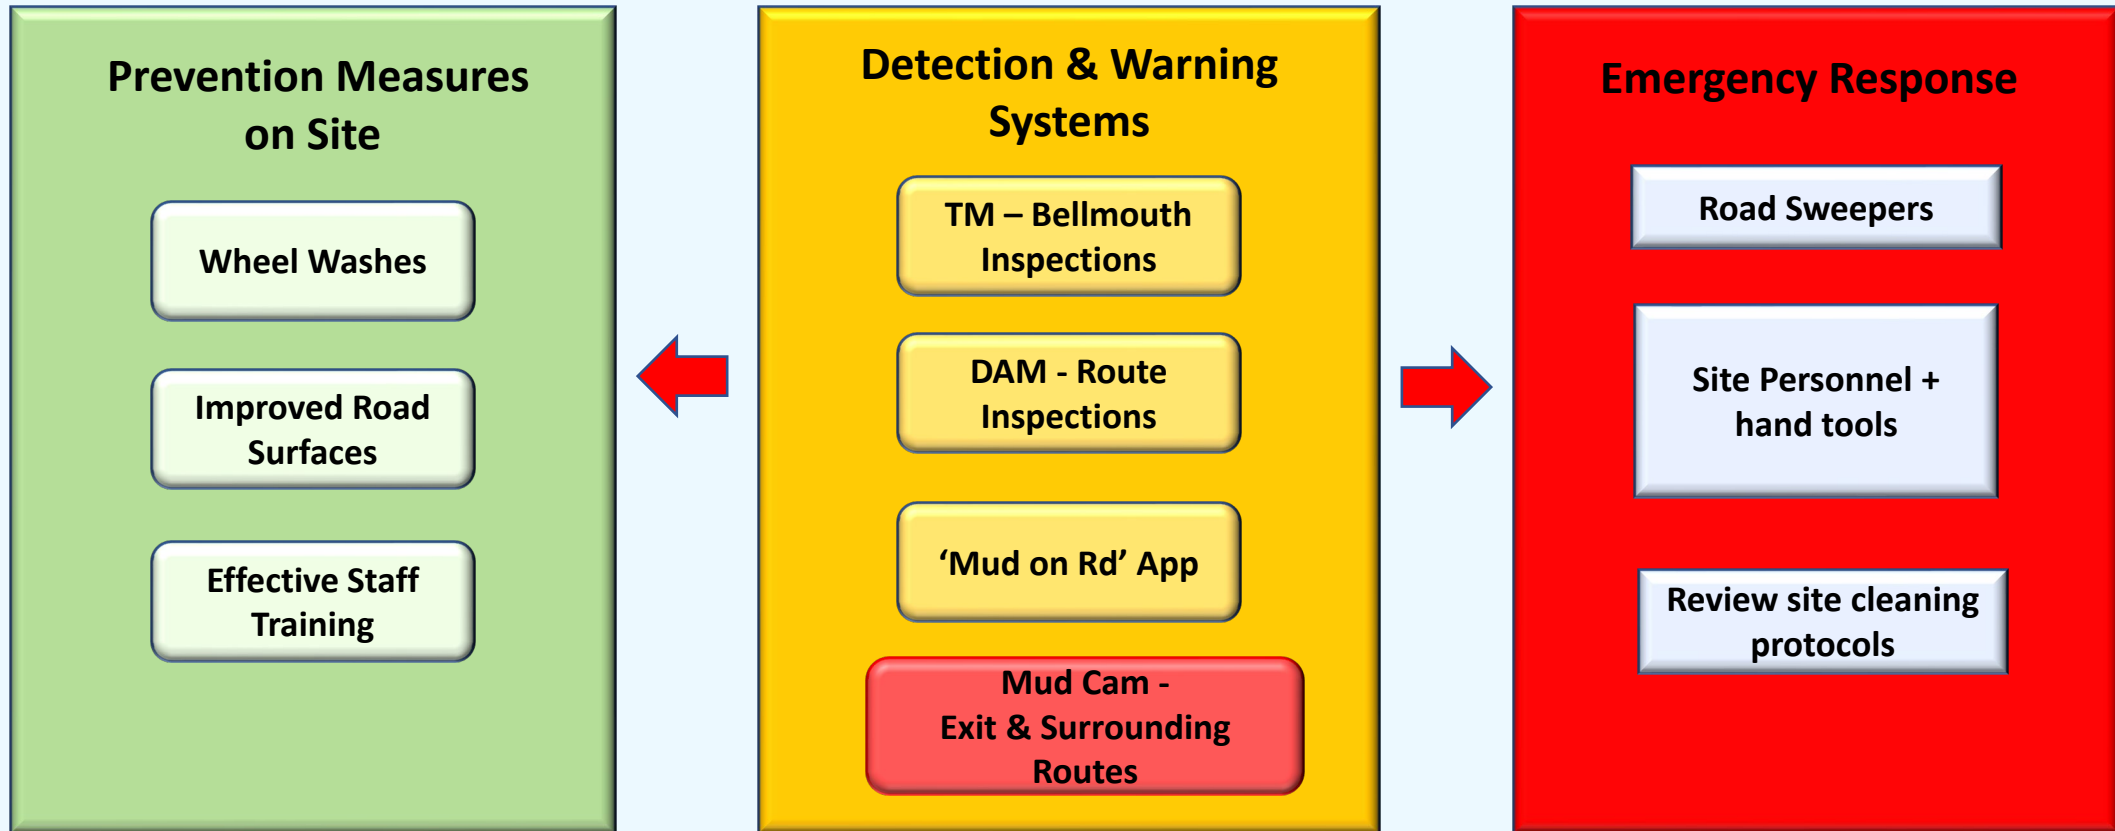 Prevention Measures
on Site
Wheel Washes
Improved Road
Surfaces
Effective Staff
Training
Detection & Warning
Systems
TM – Bellmouth
Inspections
DAM - Route
Inspections
‘Mud on Rd’ App
Mud Cam -
Exit & Surrounding
Routes
Emergency Response
Road Sweepers
Site Personnel +
hand tools
Review site cleaning
protocols